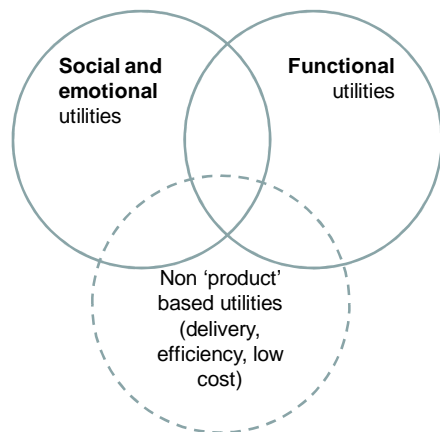 Social and
emotional
utilities
Functional
utilities
Non ‘product’
based utilities
(delivery,
efficiency, low
cost)